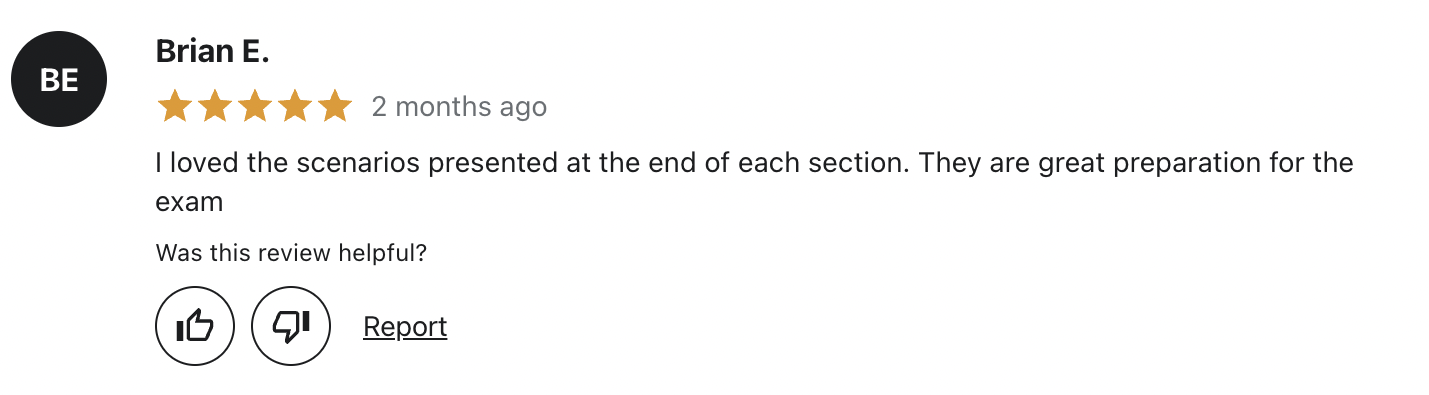 BE
Brian E.
2 months ago
I loved the scenarios presented at the end of each section. They are great preparation for the
exam
Was this review helpful?
Report